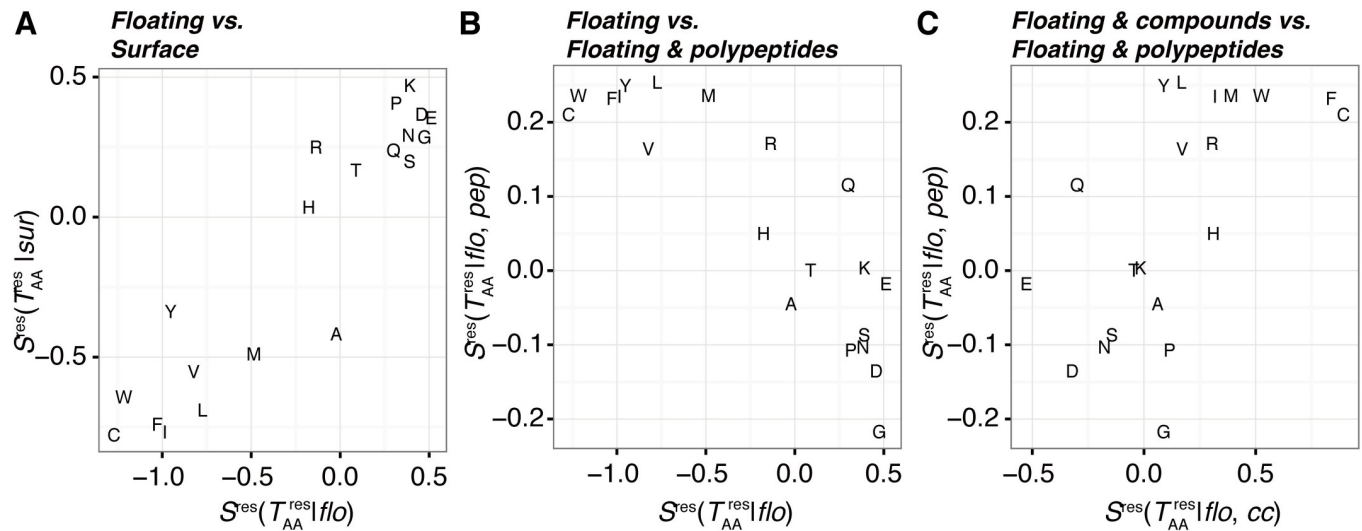 A
Floating vs.
Surface
0.5
0.0
−0.5
S^res(T_AA^res|sur)
K
P
D
E
N
G
Q
S
R
T
H
Y
A
M
V
L
W
F
I
C
−1.0
−0.5
0.0
0.5
S^res(T_AA^res|flo)
B
Floating vs.
Floating & polypeptides
0.2
0.1
0.0
−0.1
−0.2
S^res(T_AA^res|flo, pep)
C
W
F
I
Y
L
M
V
R
Q
H
T
K
E
A
S
P
N
D
G
−1.0
−0.5
0.0
0.5
S^res(T_AA^res|flo)
C
Floating & compounds vs.
Floating & polypeptides
0.2
0.1
0.0
−0.1
−0.2
S^res(T_AA^res|flo, pep)
Y
L
I
M
W
F
C
V
R
Q
H
T
K
E
A
S
N
P
D
G
−0.5
0.0
0.5
S^res(T_AA^res|flo, cc)